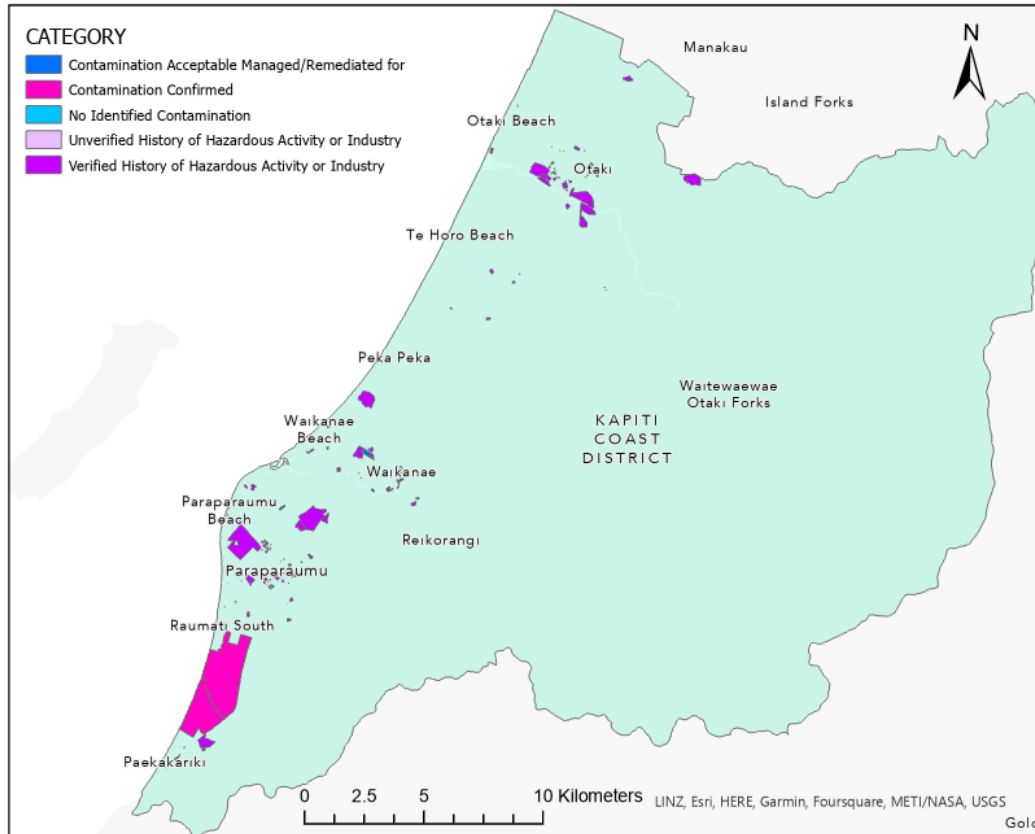 CATEGORY
Contamination Acceptable Managed/Remediated for
Contamination Confirmed
No Identified Contamination
Unverified History of Hazardous Activity or Industry
Verified History of Hazardous Activity or Industry
N
Manakau
Island Forks
Otaki Beach
Otaki
Te Horo Beach
Peka Peka
Waitewaewae
Otaki Forks
KAPITI
COAST
DISTRICT
Waikanae
Beach
Waikanae
Paraparaumu
Beach
Reikorangi
Paraparaumu
Raumati South
Paekakariki
0 2.5 5 10 Kilometers
LINZ, Esri, HERE, Garmin, Foursquare, METI/NASA, USGS
Gold